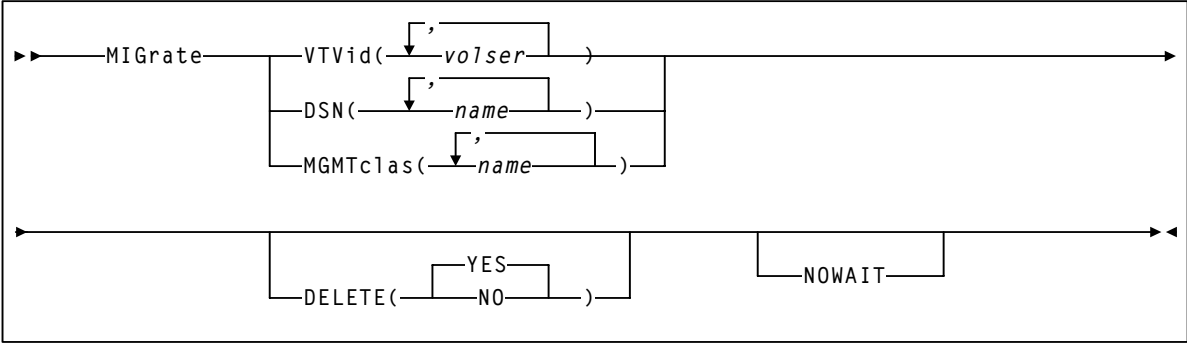 ,
MIGrate VTVid( volser )
,
DSN( name )
,
MGMTclas( name )
YES
DELETE( NO )
NOWAIT